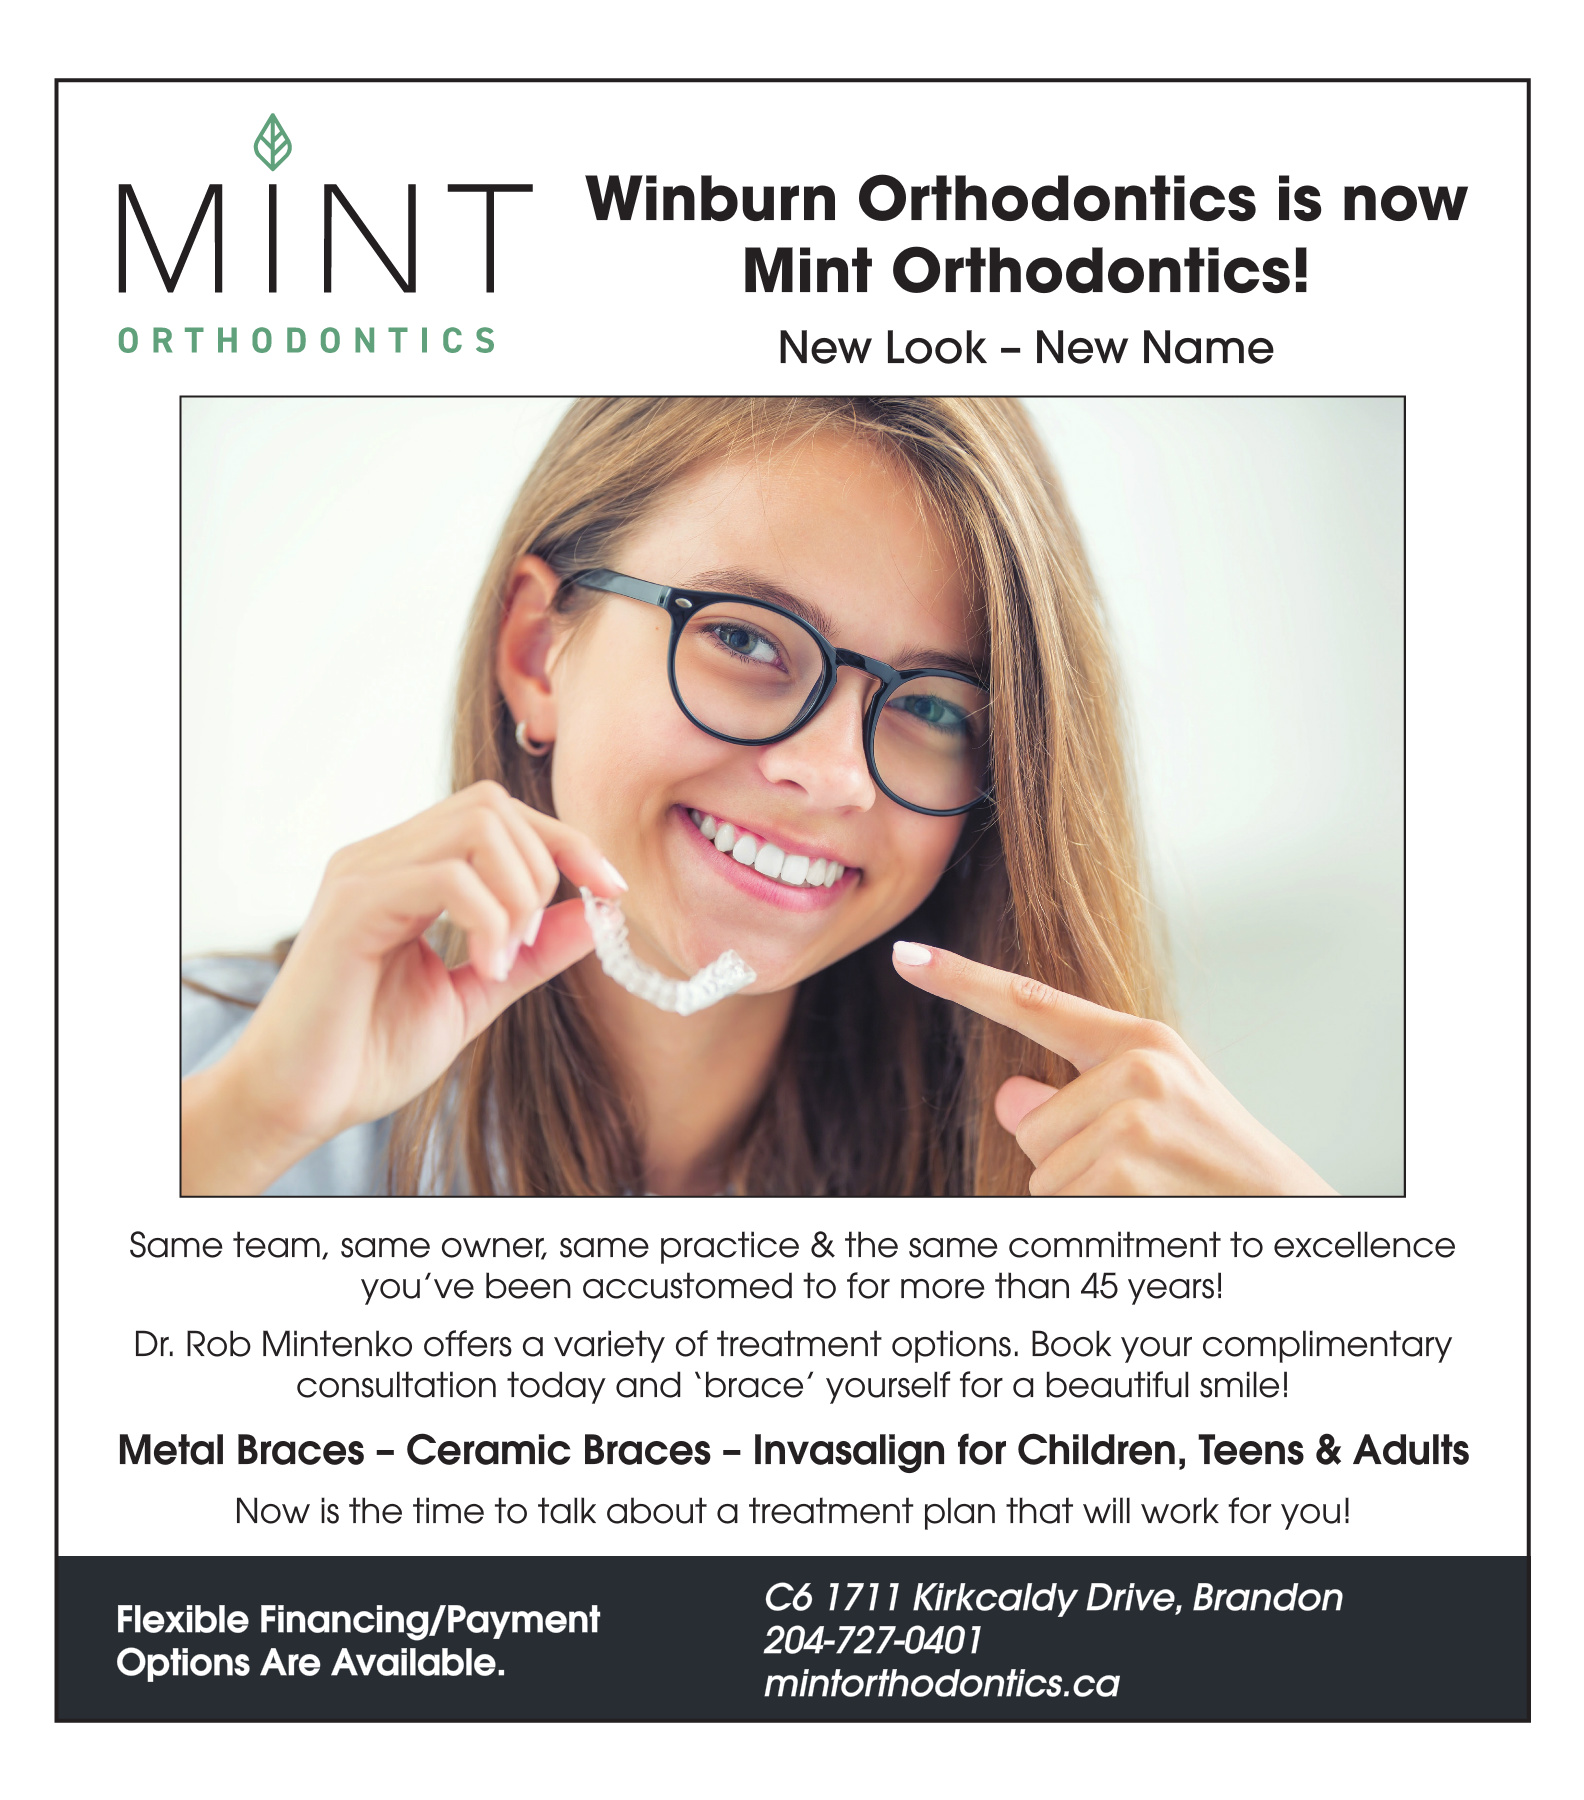 MINT
ORTHODONTICS
Winburn Orthodontics is now
Mint Orthodontics!
New Look – New Name
Same team, same owner, same practice & the same commitment to excellence
you’ve been accustomed to for more than 45 years!
Dr. Rob Mintenko offers a variety of treatment options. Book your complimentary
consultation today and ‘brace’ yourself for a beautiful smile!
Metal Braces – Ceramic Braces – Invasalign for Children, Teens & Adults
Now is the time to talk about a treatment plan that will work for you!
Flexible Financing/Payment
Options Are Available.
C6 1711 Kirkcaldy Drive, Brandon
204-727-0401
mintorthodontics.ca